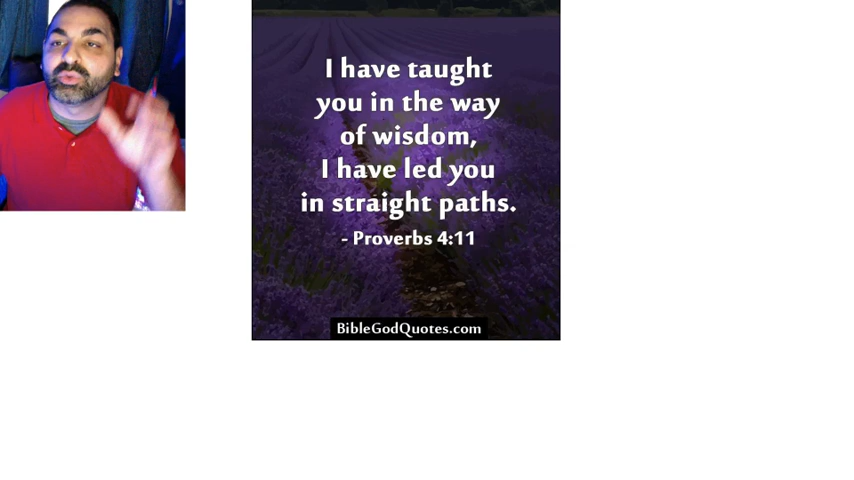 I have taught
you in the way
of wisdom,
I have led you
in straight paths.
- Proverbs 4:11
BibleGodQuotes.com